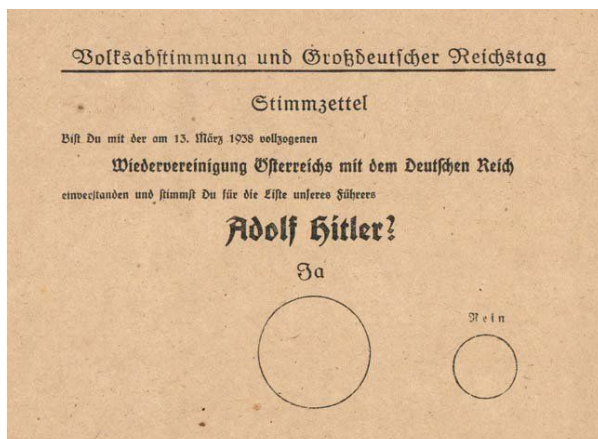 Volksabstimmung und Großdeutscher Reichstag
Stimmzettel
Bist Du mit der am 13. März 1938 vollzogenen
Wiedervereinigung Österreichs mit dem Deutschen Reich
einverstanden und stimmst Du für die Liste unseres Führers
Adolf Hitler?
Ja
Nein